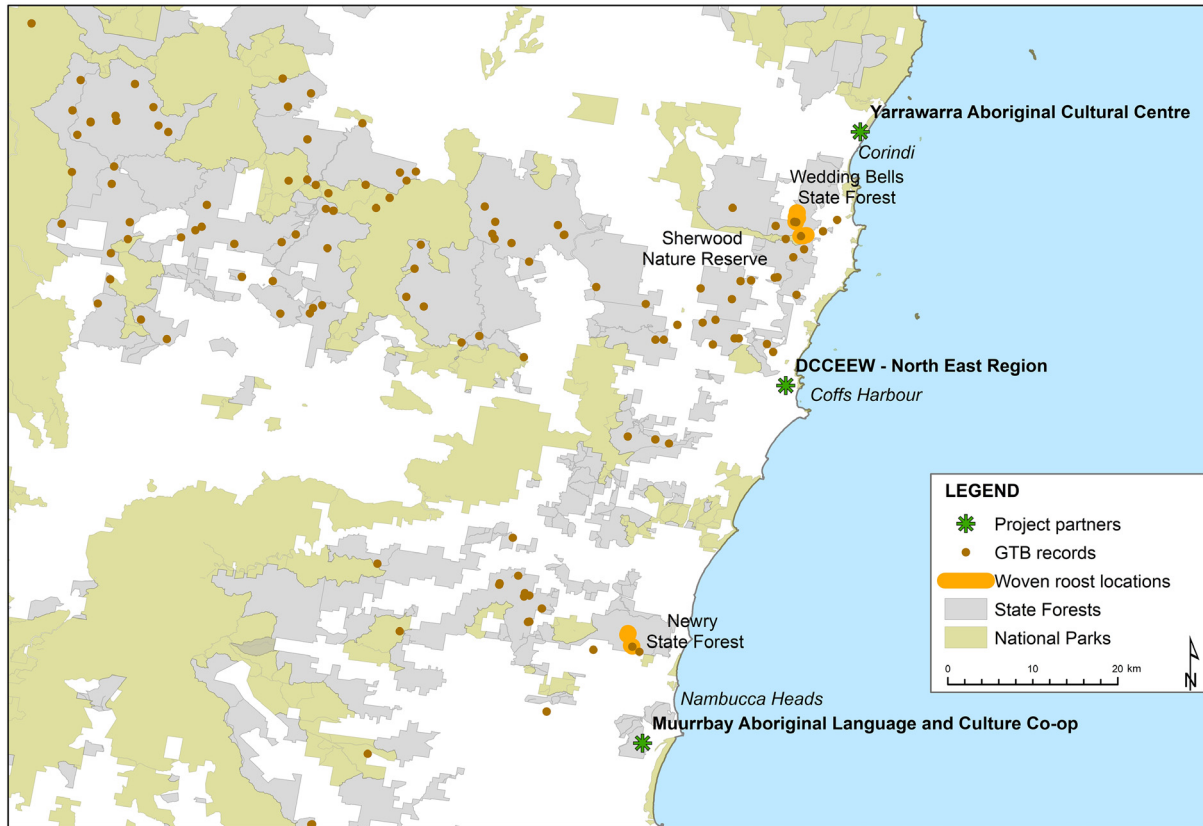 Yarrawarra Aboriginal Cultural Centre
Corindi
Wedding Bells
State Forest
Sherwood
Nature Reserve
DCCEEW - North East Region
Coffs Harbour
LEGEND
Project partners
GTB records
Woven roost locations
State Forests
National Parks
0 10 20 km
N
Newry
State Forest
Nambucca Heads
Muurrbay Aboriginal Language and Culture Co-op